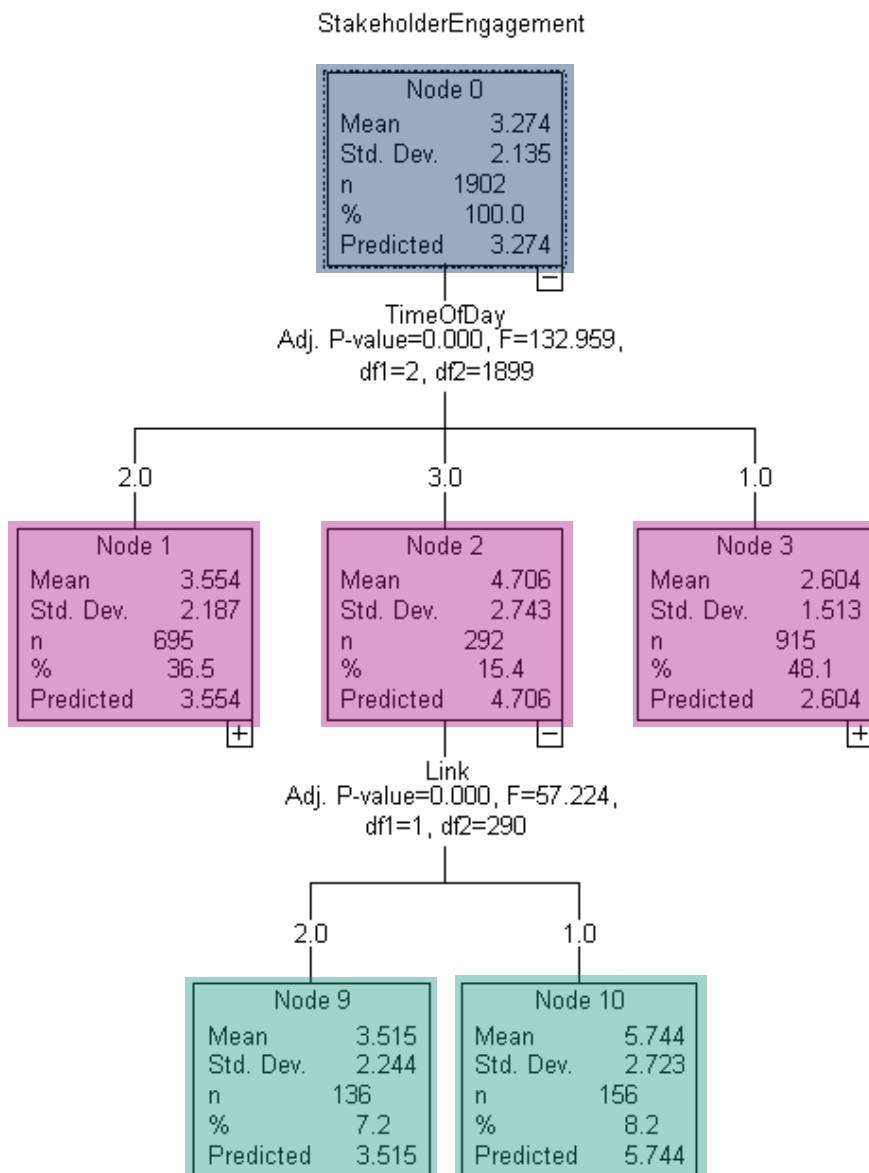 StakeholderEngagement
Node 0
Mean 3.274
Std. Dev. 2.135
n 1902
% 100.0
Predicted 3.274
TimeOfDay
Adj. P-value=0.000, F=132.959,
df1=2, df2=1899
2.0
3.0
1.0
Node 1
Mean 3.554
Std. Dev. 2.187
n 695
% 36.5
Predicted 3.554
Node 2
Mean 4.706
Std. Dev. 2.743
n 292
% 15.4
Predicted 4.706
Node 3
Mean 2.604
Std. Dev. 1.513
n 915
% 48.1
Predicted 2.604
Link
Adj. P-value=0.000, F=57.224,
df1=1, df2=290
2.0
1.0
Node 9
Mean 3.515
Std. Dev. 2.244
n 136
% 7.2
Predicted 3.515
Node 10
Mean 5.744
Std. Dev. 2.723
n 156
% 8.2
Predicted 5.744